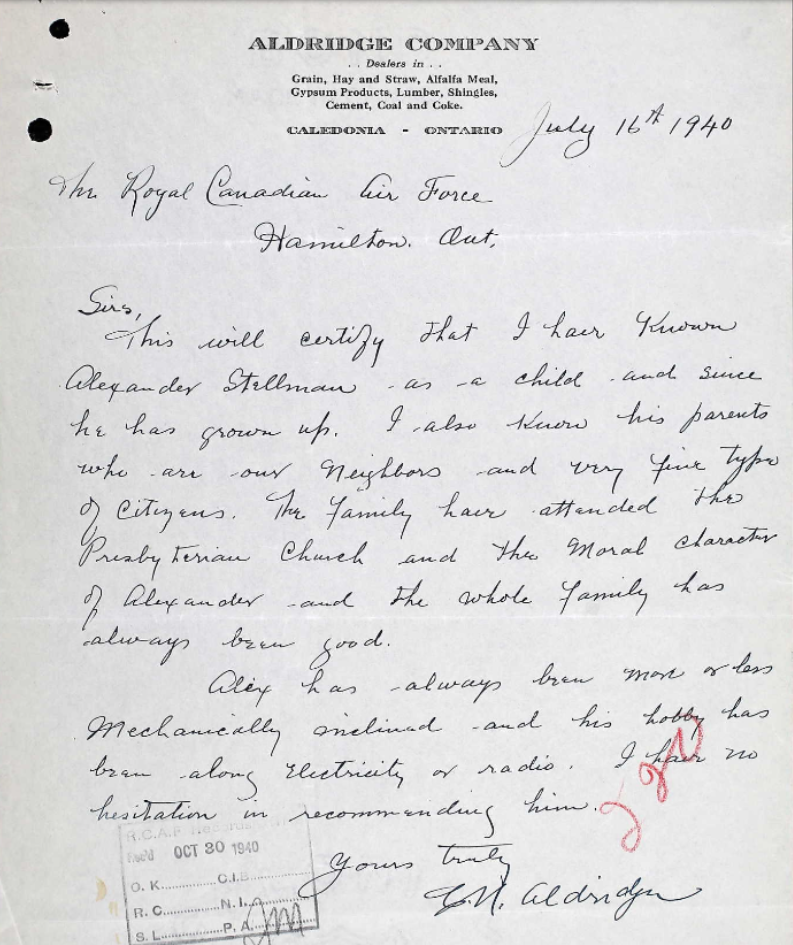 ALDRIDGE COMPANY
. . Dealers in . .
Grain, Hay and Straw, Alfalfa Meal,
Gypsum Products, Lumber, Shingles,
Cement, Coal and Coke.
CALEDONIA - ONTARIO
July 16th 1940
The Royal Canadian Air Force
Hamilton. Ont.
Sirs,
This will certify that I have Known
Alexander Stellman as a child and since
he has grown up. I also Know his parents
who are our Neighbors and very fine type
of Citizens. The family have attended the
Presbyterian Church and the Moral character
of Alexander and the whole family has
always been good.
Alex has always been more or less
Mechanically inclined and his hobby has
been along Electricity or radio. I have no
hesitation in recommending him.
R.C.A.F Records
Rec'd OCT 30 1940
O. K. C.I.B.
R. C. N. I.
S. L. P. A.
Yours truly
Aldridge